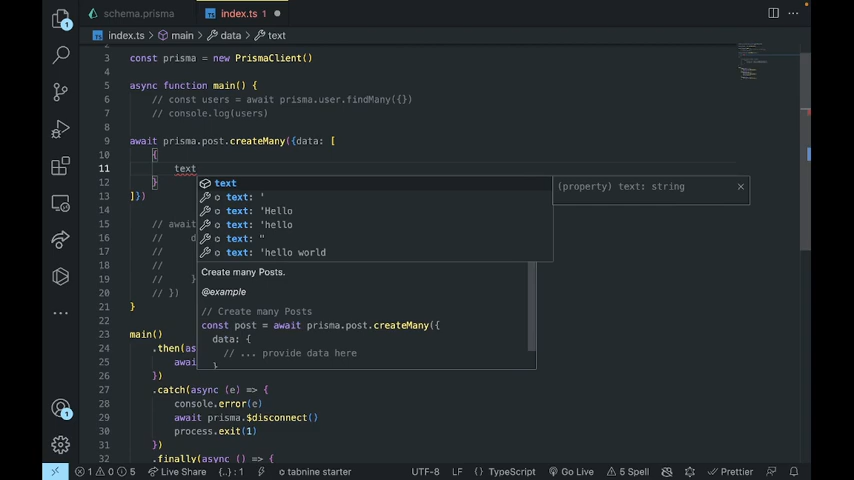 schema.prisma
index.ts 1
index.ts > main > data > text
2
3 const prisma = new PrismaClient()
4
5 async function main() {
6 // const users = await prisma.user.findMany({})
7 // console.log(users)
8
9 await prisma.post.createMany({data: [
10 {
11 text
12 }
13 ]})
14
15 // await
16 // d
17 //
18 //
19 // }
20 // })
21 }
22
23 main()
24 .then(as
25 awai
26 })
27 .catch(async (e) => {
28 console.error(e)
29 await prisma.$disconnect()
30 process.exit(1)
31 })
32 .finally(async () => {
text
text: '
text: 'Hello
text: 'hello
text: "
text: 'hello world
(property) text: string
Create many Posts.
@example
// Create many Posts
const post = await prisma.post.createMany({
data: {
// ... provide data here
}
1
1
1 0 5
Live Share
{..} : 1
tabnine starter
UTF-8
LF
{} TypeScript
Go Live
5 Spell
Prettier